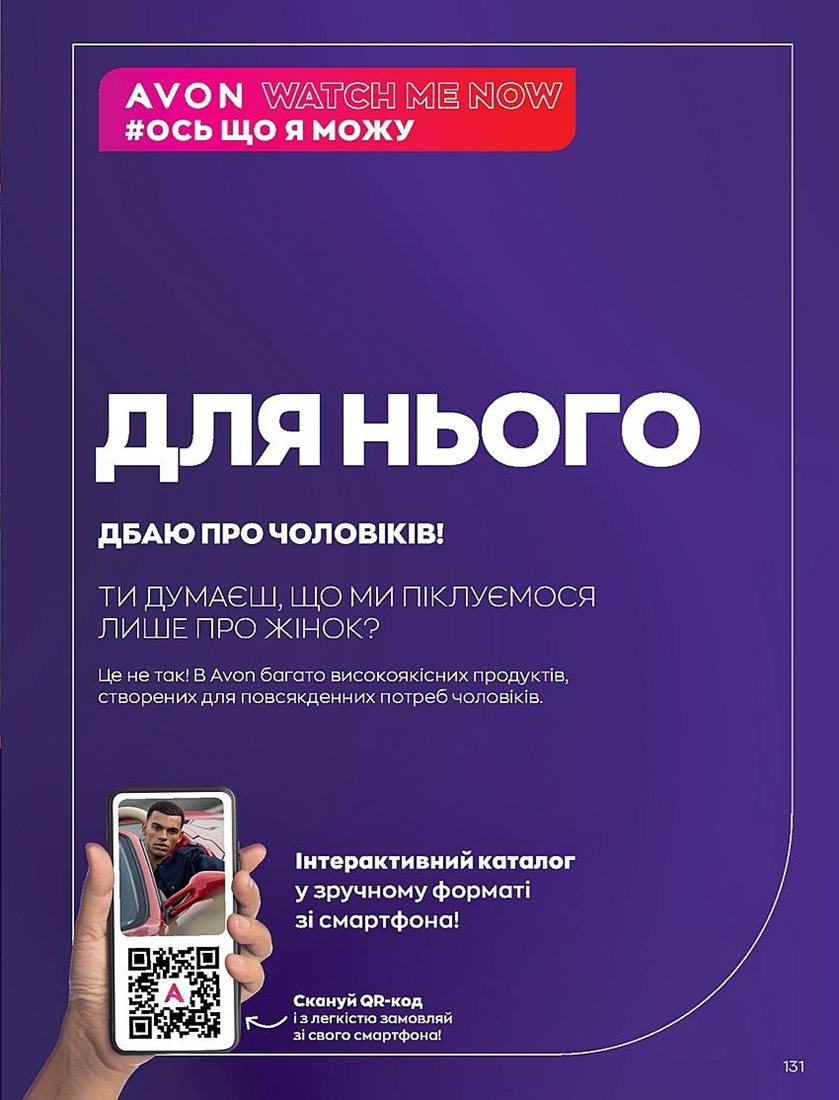 AVON WATCH ME NOW
#ОСЬ ЩО Я МОЖУ
ДЛЯ НЬОГО
ДБАЮ ПРО ЧОЛОВІКІВ!
ТИ ДУМАЄШ, ЩО МИ ПІКЛУЄМОСЯ
ЛИШЕ ПРО ЖІНОК?
Це не так! В Avon багато високоякісних продуктів,
створених для повсякденних потреб чоловіків.
Інтерактивний каталог
у зручному форматі
зі смартфона!
A
Скануй QR-код
і з легкістю замовляй
зі свого смартфона!
131